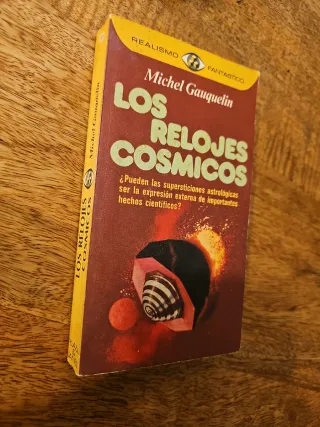 REALISMO FANTASTICO
Michel Gauquelin
LOS
RELOJES
COSMICOS
¿Pueden las supersticiones astrológicas
ser la expresión externa de importantes
hechos científicos?
Michel Gauquelin
LOS RELOJES
COSMICOS